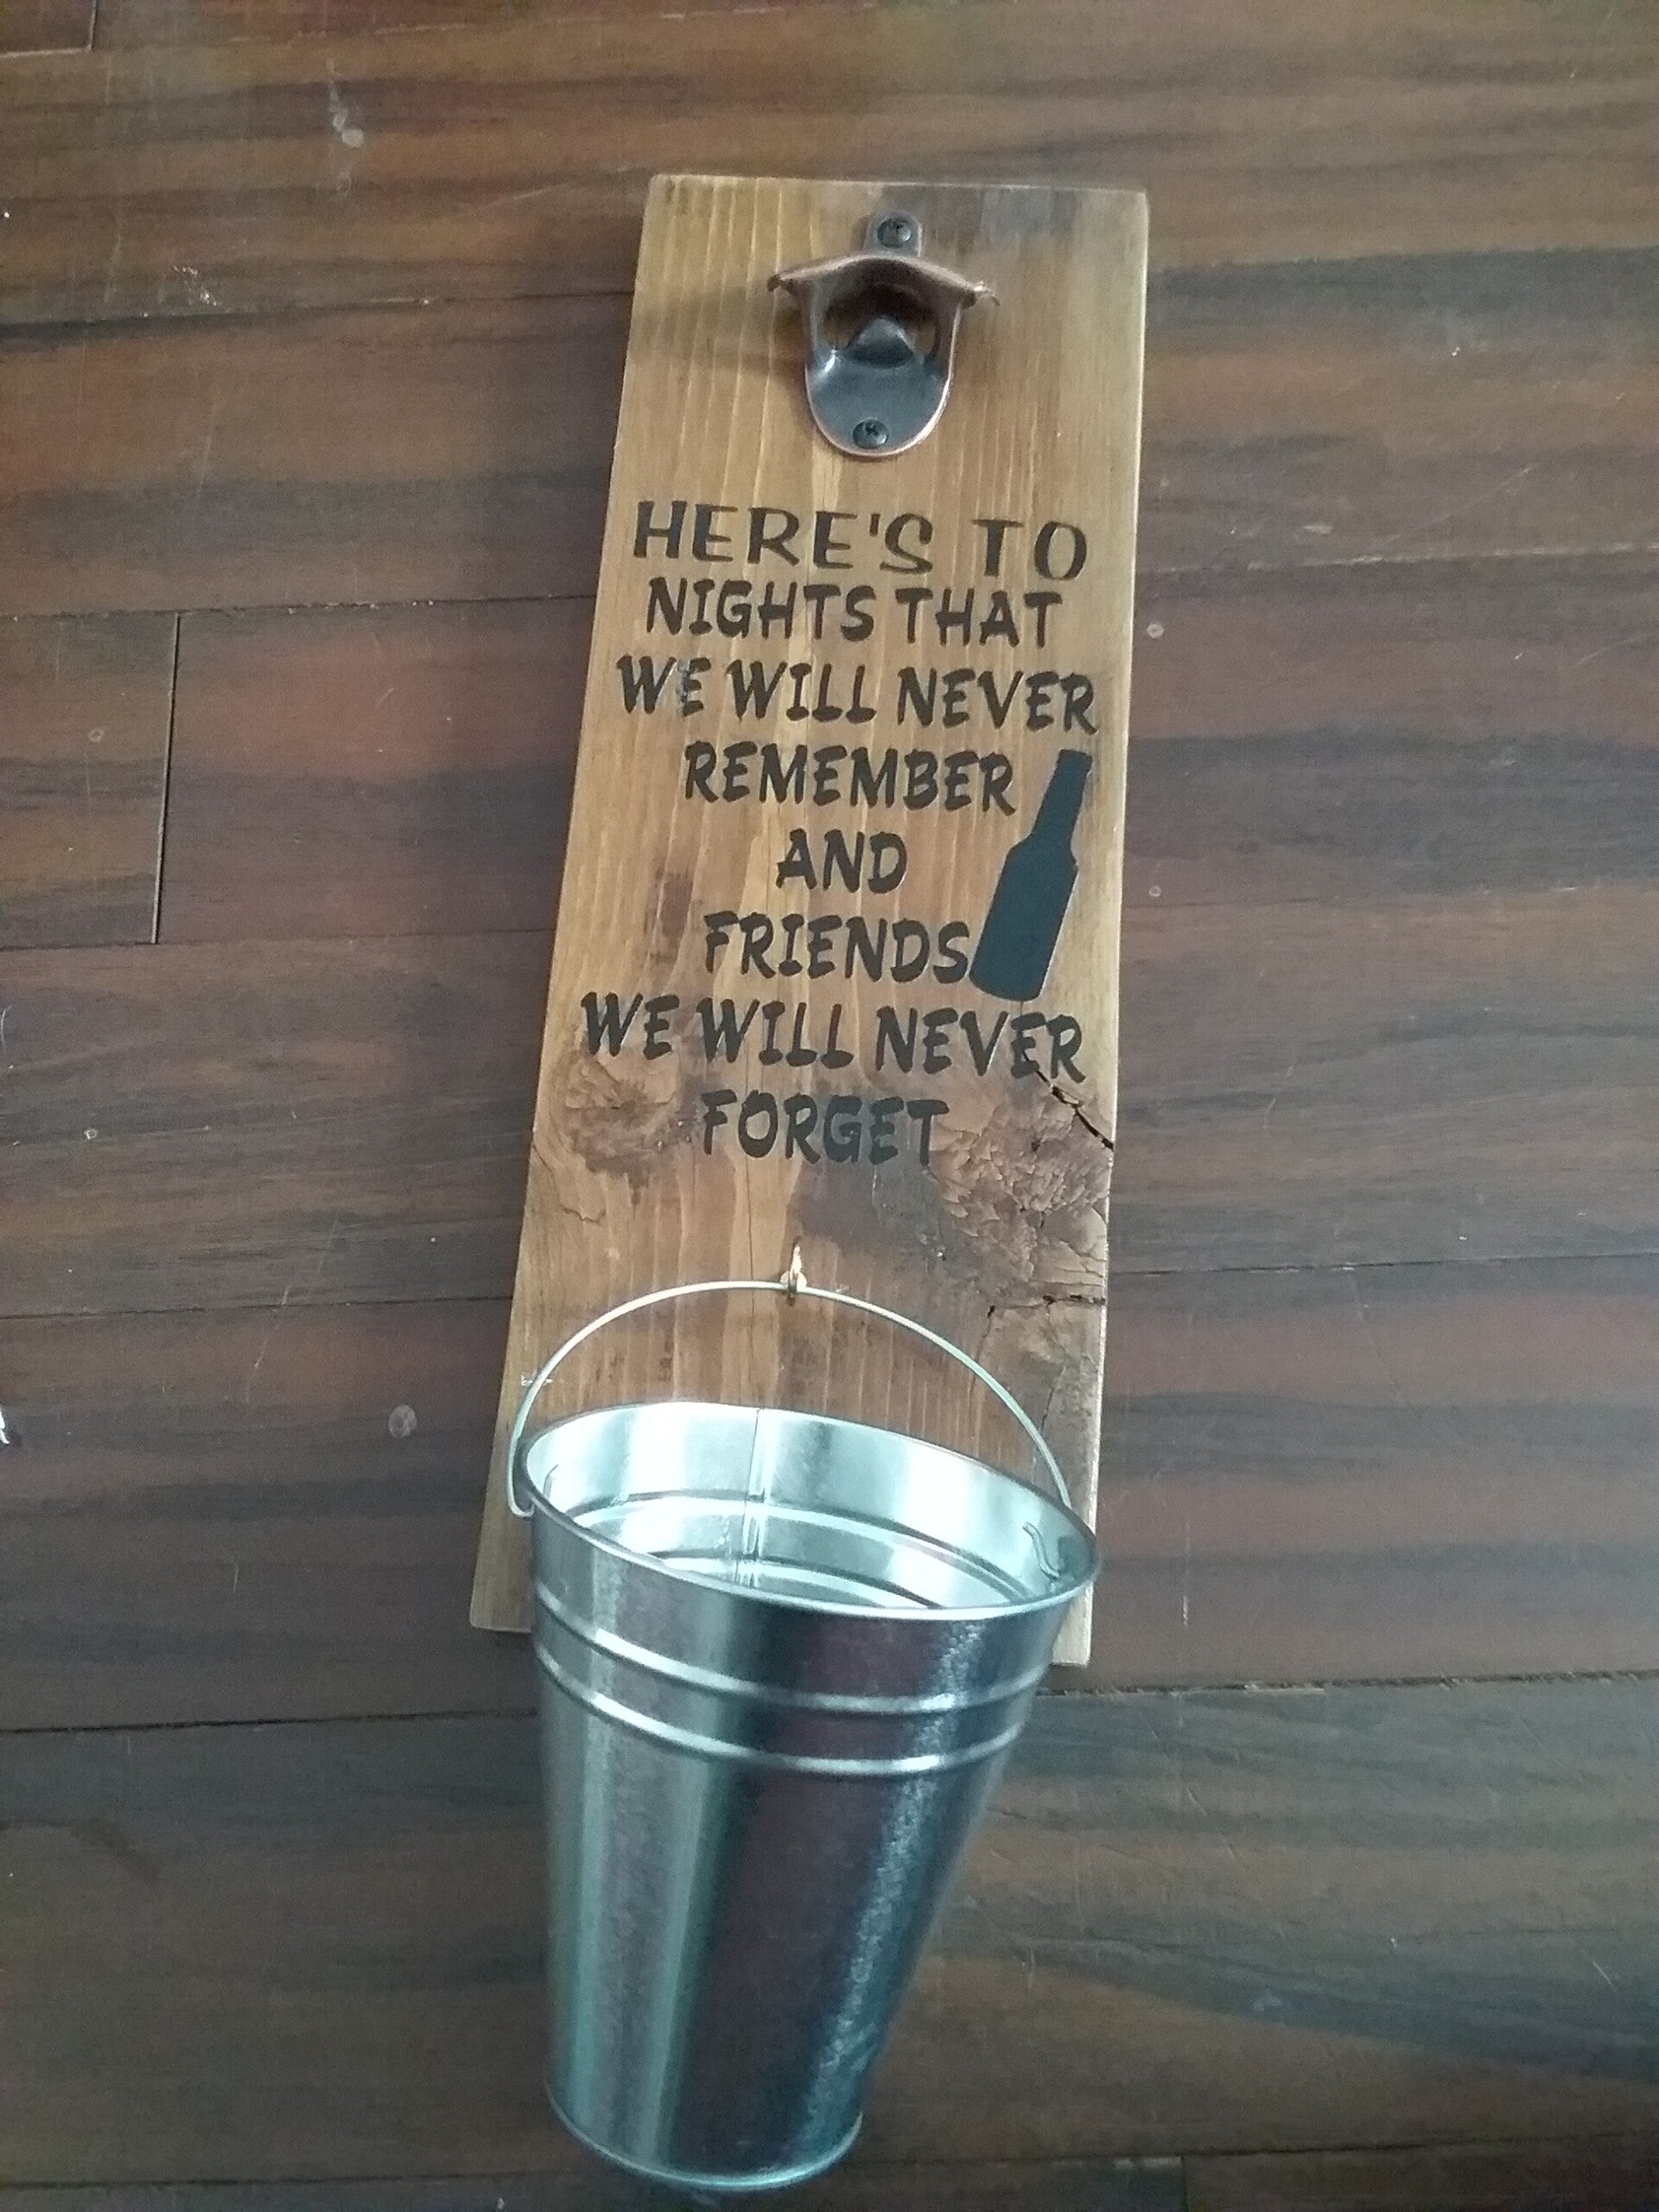 HERE'S TO
NIGHTS THAT
WE WILL NEVER
REMEMBER
AND
FRIENDS
WE WILL NEVER
FORGET